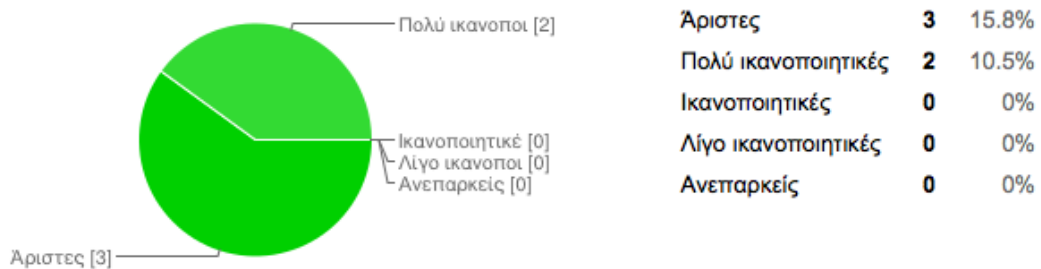 Πολύ ικανοποι [2]
Ικανοποιητικέ [0]
Λίγο ικανοποι [0]
Ανεπαρκείς [0]
Άριστες [3]
Άριστες 3 15.8%
Πολύ ικανοποιητικές 2 10.5%
Ικανοποιητικές 0 0%
Λίγο ικανοποιητικές 0 0%
Ανεπαρκείς 0 0%